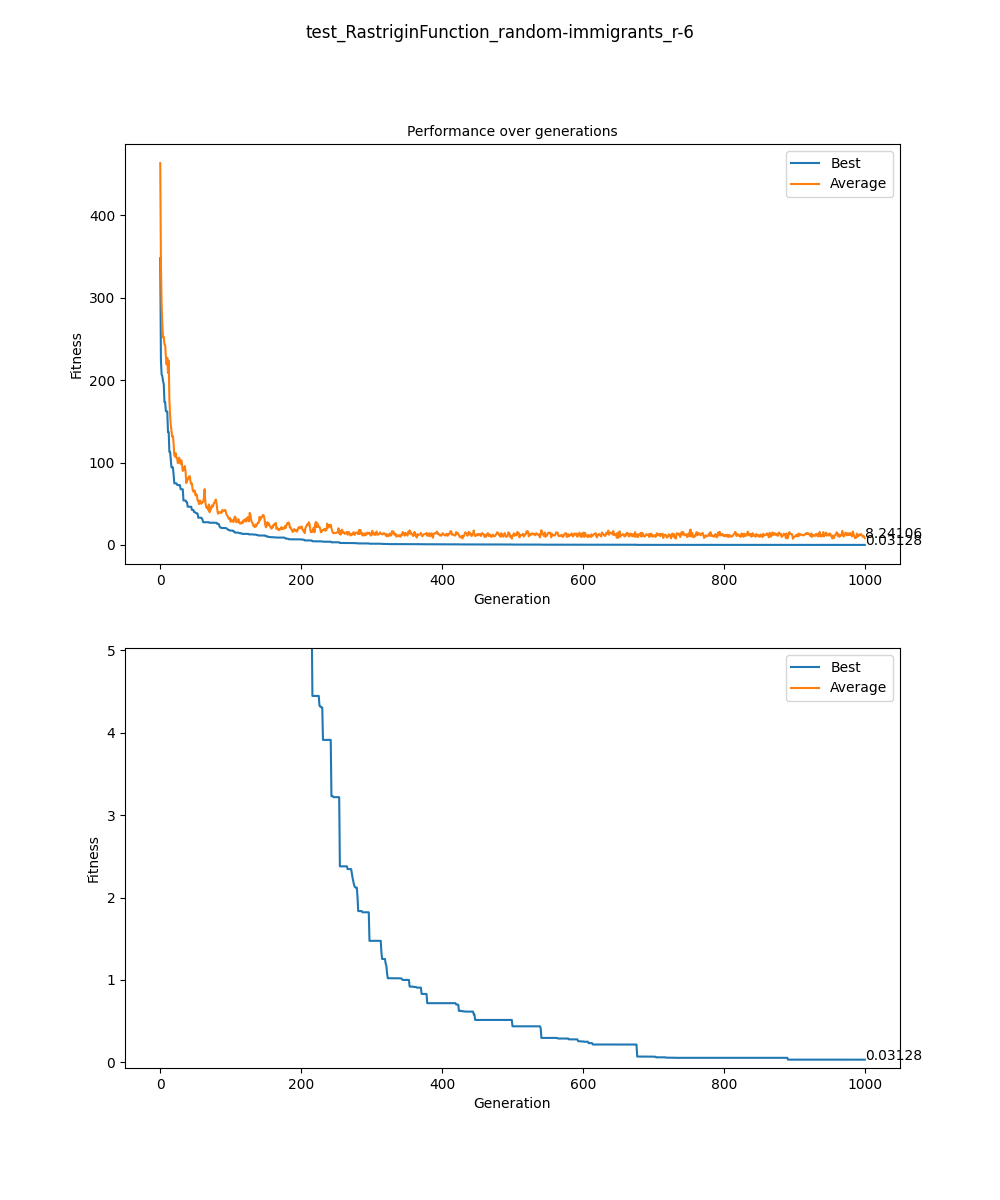 test_RastriginFunction_random-immigrants_r-6
Performance over generations
Best
Average
400
300
200
100
0
Fitness
8.24106
0.03128
0 200 400 600 800 1000
Generation
Best
Average
5
4
3
2
1
0
Fitness
0.03128
0 200 400 600 800 1000
Generation